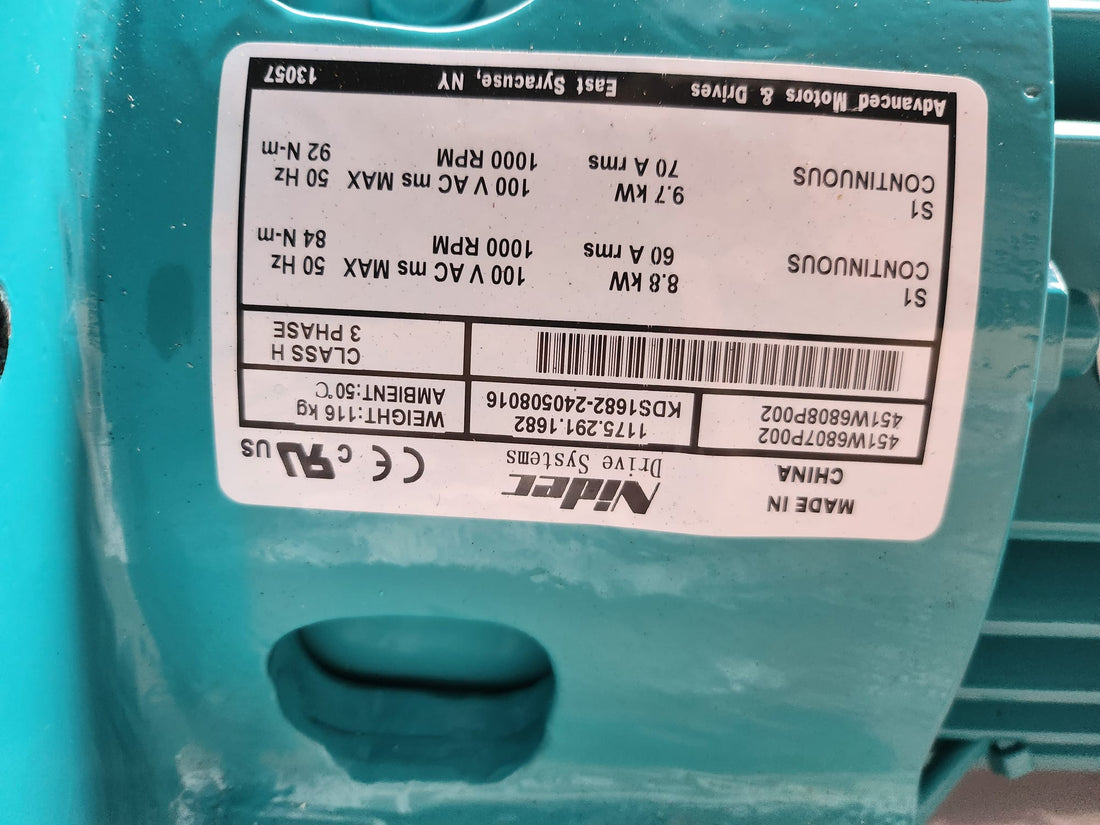 MADE IN
CHINA
Nidec
Drive Systems
CE c US
451W6807P002
451W6808P002
1175.291.1682
KDS1682-240508016
WEIGHT:116 kg
AMBIENT:50°C
CLASS H
3 PHASE
S1 8.8 kW 100 V AC rms MAX 50 Hz
CONTINUOUS 60 A rms 1000 RPM 84 N-m
S1 9.7 kW 100 V AC rms MAX 50 Hz
CONTINUOUS 70 A rms 1000 RPM 92 N-m
Advanced Motors & Drives East Syracuse, NY 13057